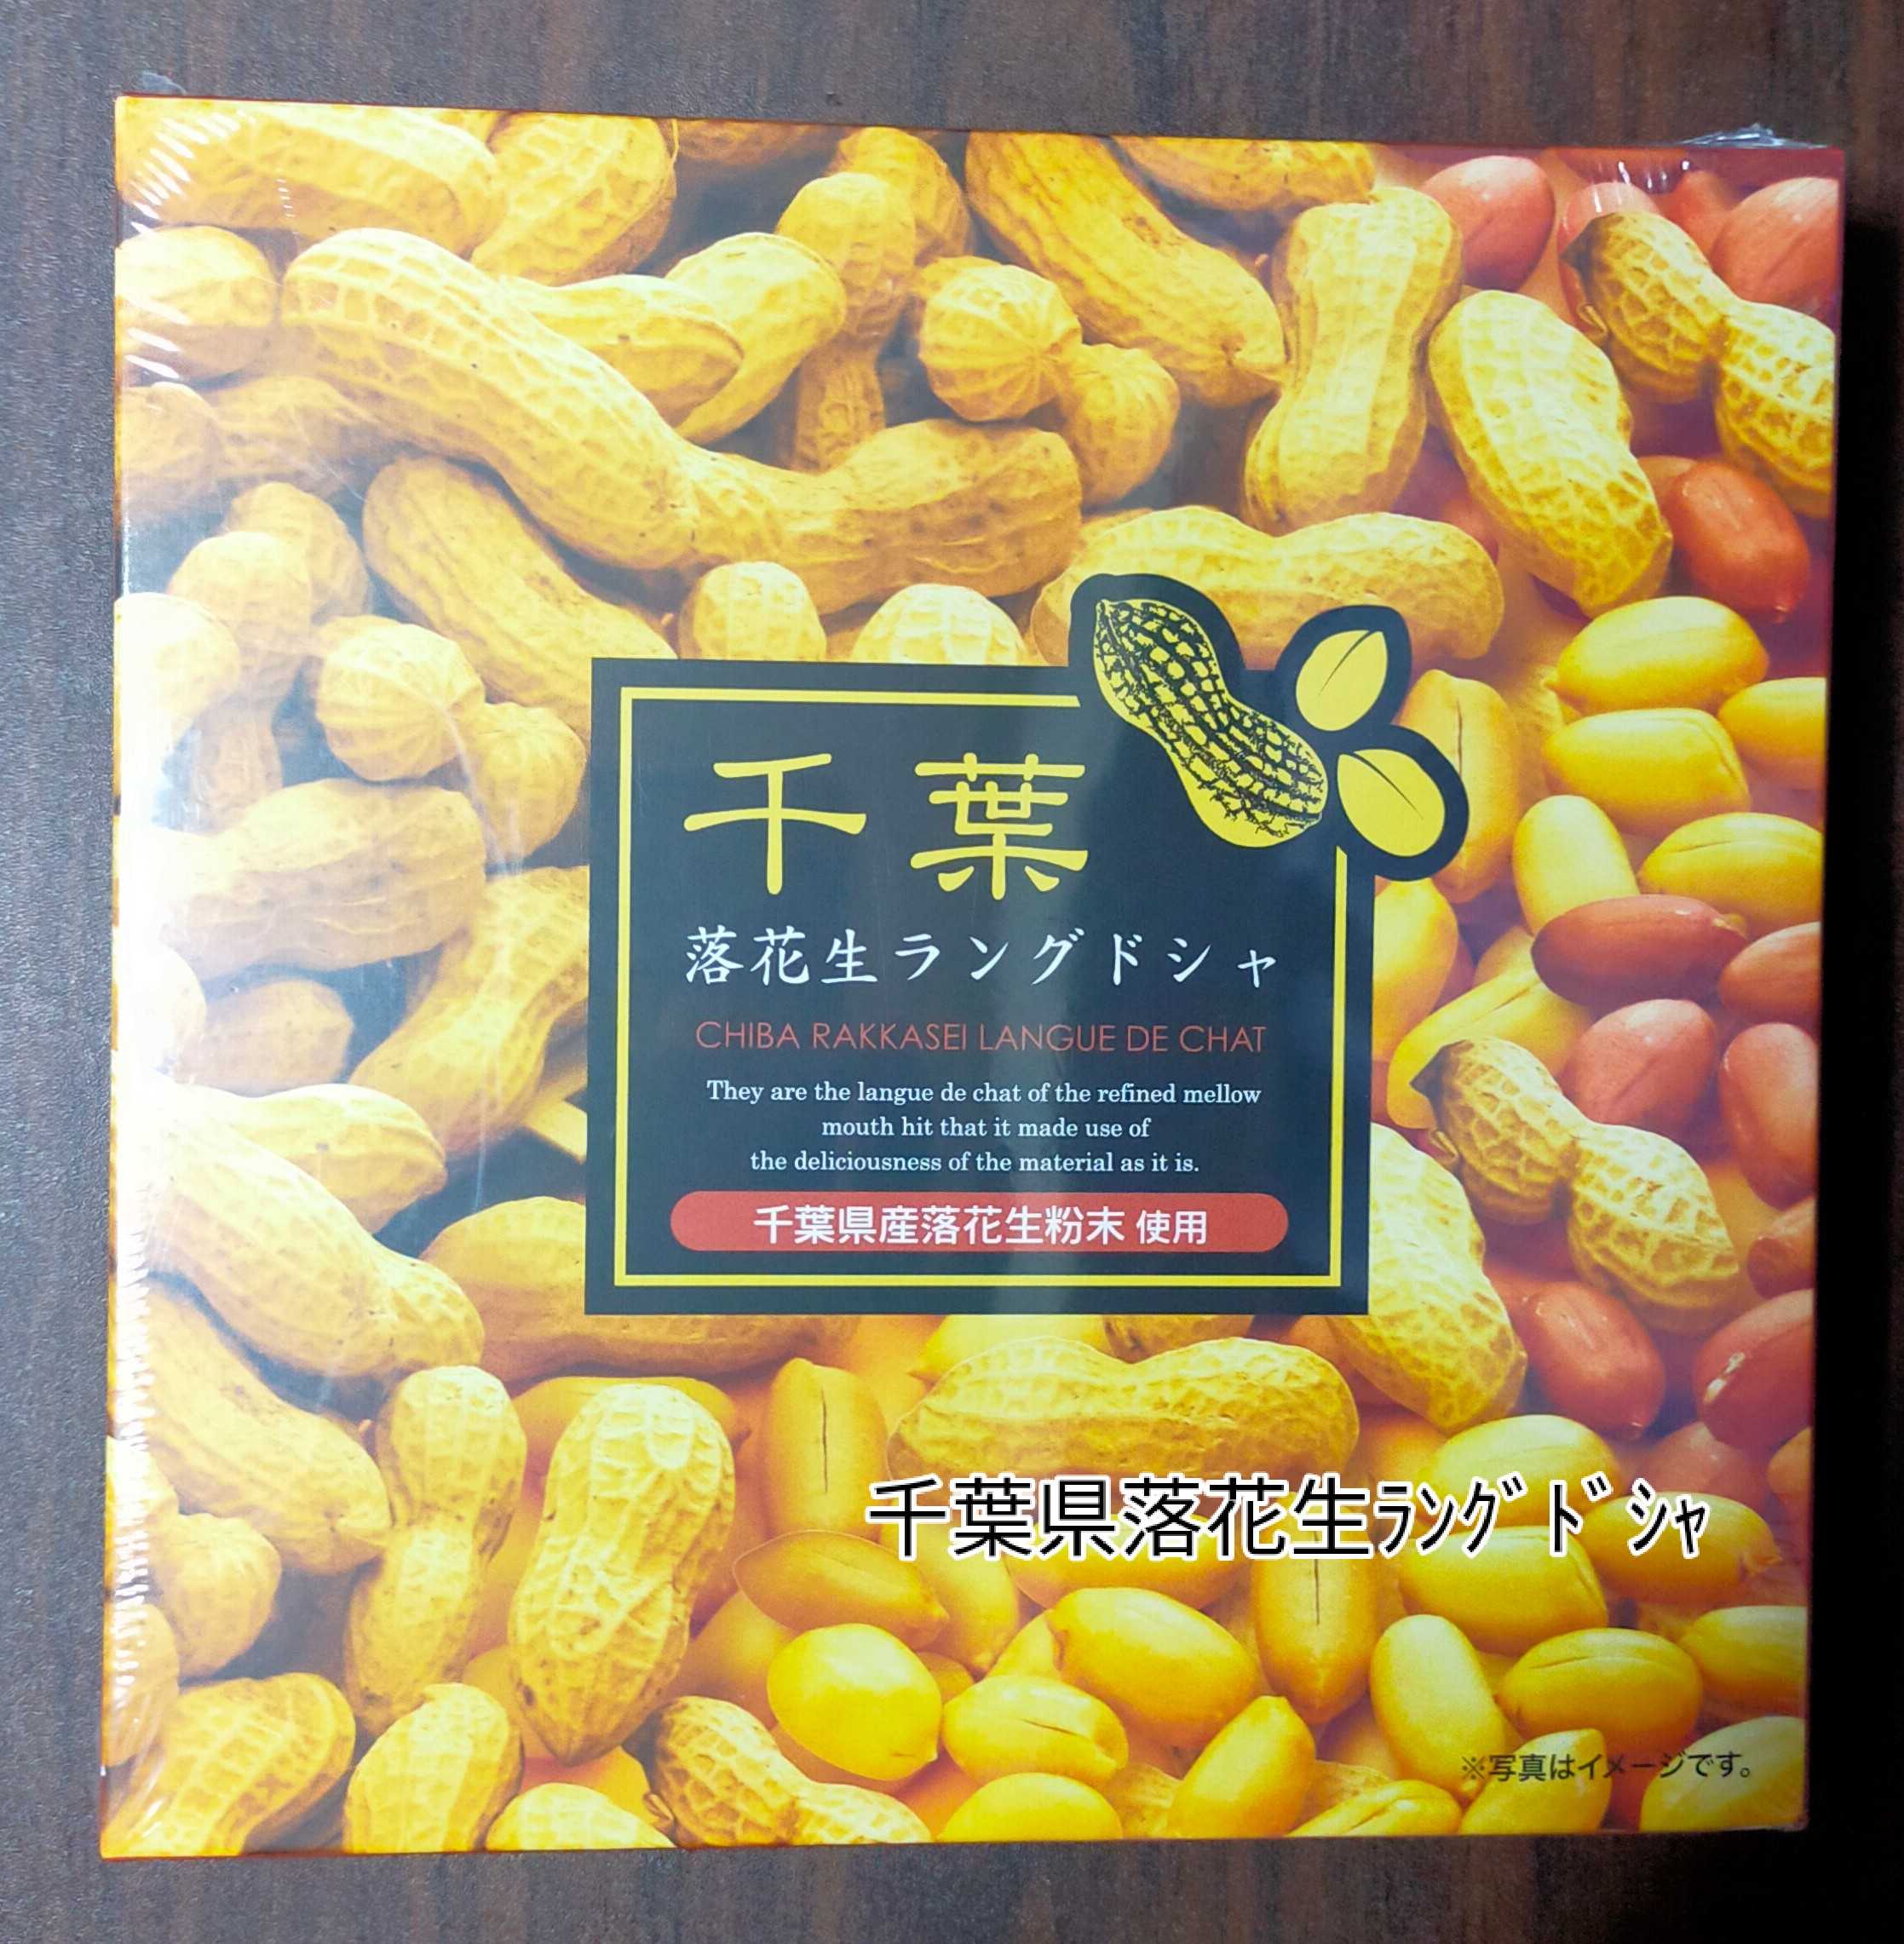 千葉
落花生ラングドシャ
CHIBA RAKKASEI LANGUE DE CHAT
They are the langue de chat of the refined mellow
mouth hit that it made use of
the deliciousness of the material as it is.
千葉県産落花生粉末 使用
千葉県落花生ﾗﾝｸﾞﾄﾞｼｬ
※写真はイメージです。